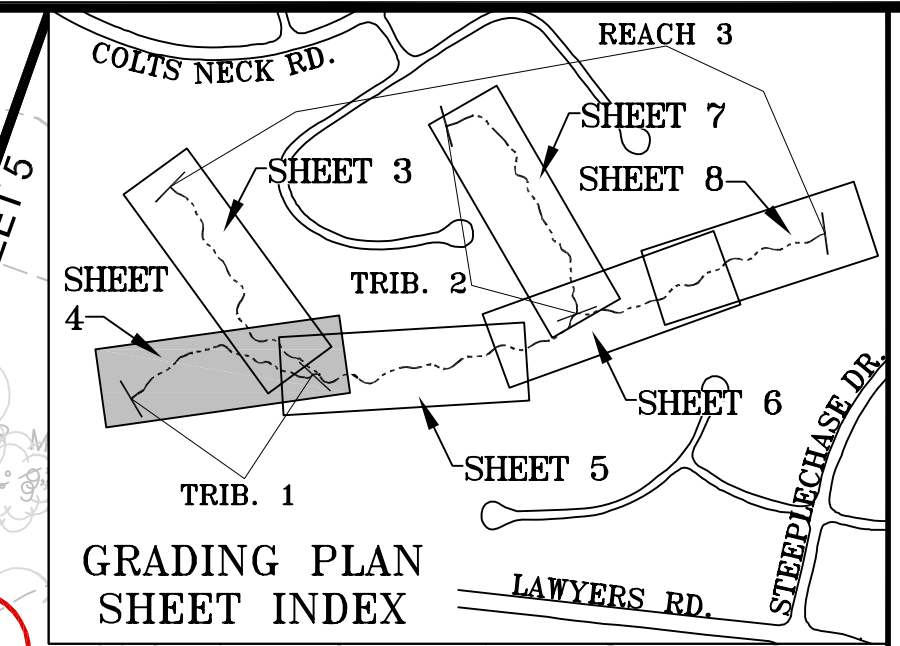 COLTS NECK RD.
REACH 3
SHEET 7
SHEET 3
SHEET 8
SHEET
4
TRIB. 2
SHEET 6
SHEET 5
TRIB. 1
STEEPLECHASE DR.
GRADING PLAN
SHEET INDEX
LAWYERS RD.